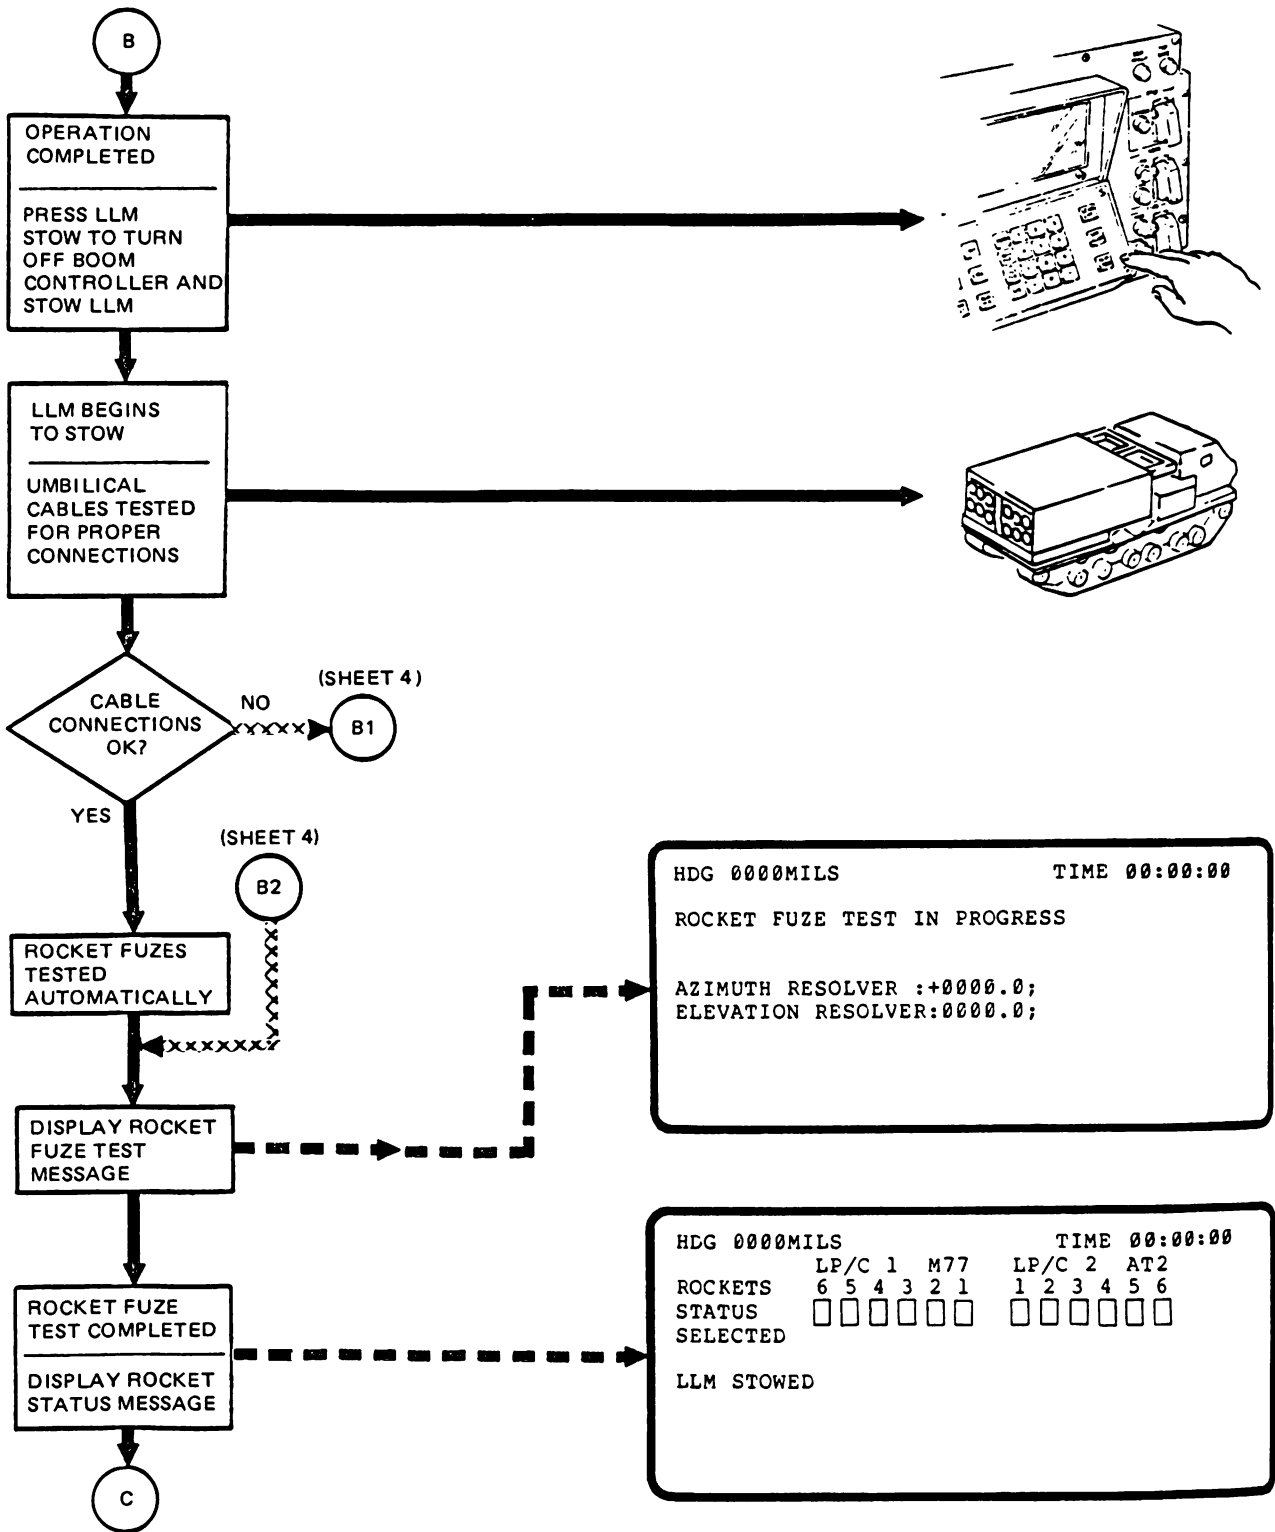 B
OPERATION
COMPLETED
PRESS LLM
STOW TO TURN
OFF BOOM
CONTROLLER AND
STOW LLM
LLM BEGINS
TO STOW
UMBILICAL
CABLES TESTED
FOR PROPER
CONNECTIONS
CABLE
CONNECTIONS
OK?
NO
(SHEET 4)
B1
YES
(SHEET 4)
B2
ROCKET FUZES
TESTED
AUTOMATICALLY
DISPLAY ROCKET
FUZE TEST
MESSAGE
HDG 0000MILS TIME 00:00:00
ROCKET FUZE TEST IN PROGRESS
AZIMUTH RESOLVER :+0000.0;
ELEVATION RESOLVER:0000.0;
ROCKET FUZE
TEST COMPLETED
DISPLAY ROCKET
STATUS MESSAGE
HDG 0000MILS TIME 00:00:00
LP/C 1 M77 LP/C 2 AT2
ROCKETS 6 5 4 3 2 1 1 2 3 4 5 6
STATUS
SELECTED
LLM STOWED
C